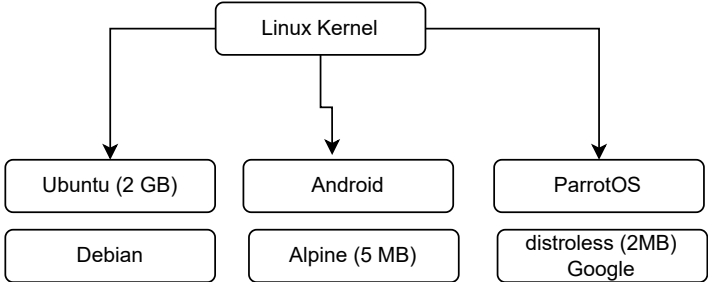 Linux Kernel
Ubuntu (2 GB)
Android
ParrotOS
Debian
Alpine (5 MB)
distroless (2MB)
Google